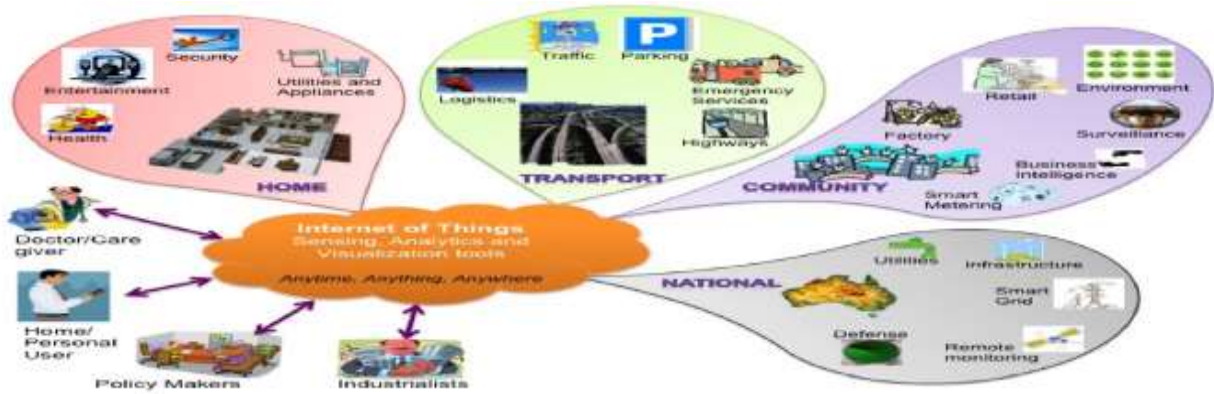 Security
Entertainment
Utilities and
Appliances
Health
HOME
Traffic
P
Parking
Logistics
Emergency
Services
Highways
TRANSPORT
Retail
Environment
Factory
Surveillance
Business
Intelligence
COMMUNITY
Smart
Metering
Internet of Things
Sensing, Analytics and
Visualization tools
Anytime, Anything, Anywhere
NATIONAL
Utilities
Infrastructure
Smart
Grid
Defense
Remote
monitoring
Doctor/Care
giver
Home/
Personal
User
Policy Makers
Industrialists